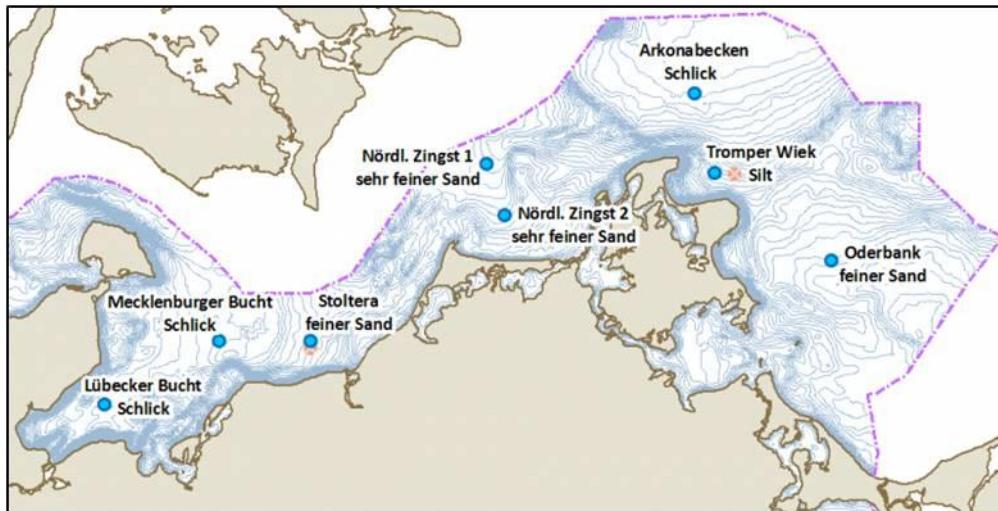 Arkonabecken
Schlick
Nördl. Zingst 1
sehr feiner Sand
Tromper Wiek
Silt
Nördl. Zingst 2
sehr feiner Sand
Oderbank
feiner Sand
Mecklenburger Bucht
Schlick
Stoltera
feiner Sand
Lübecker Bucht
Schlick